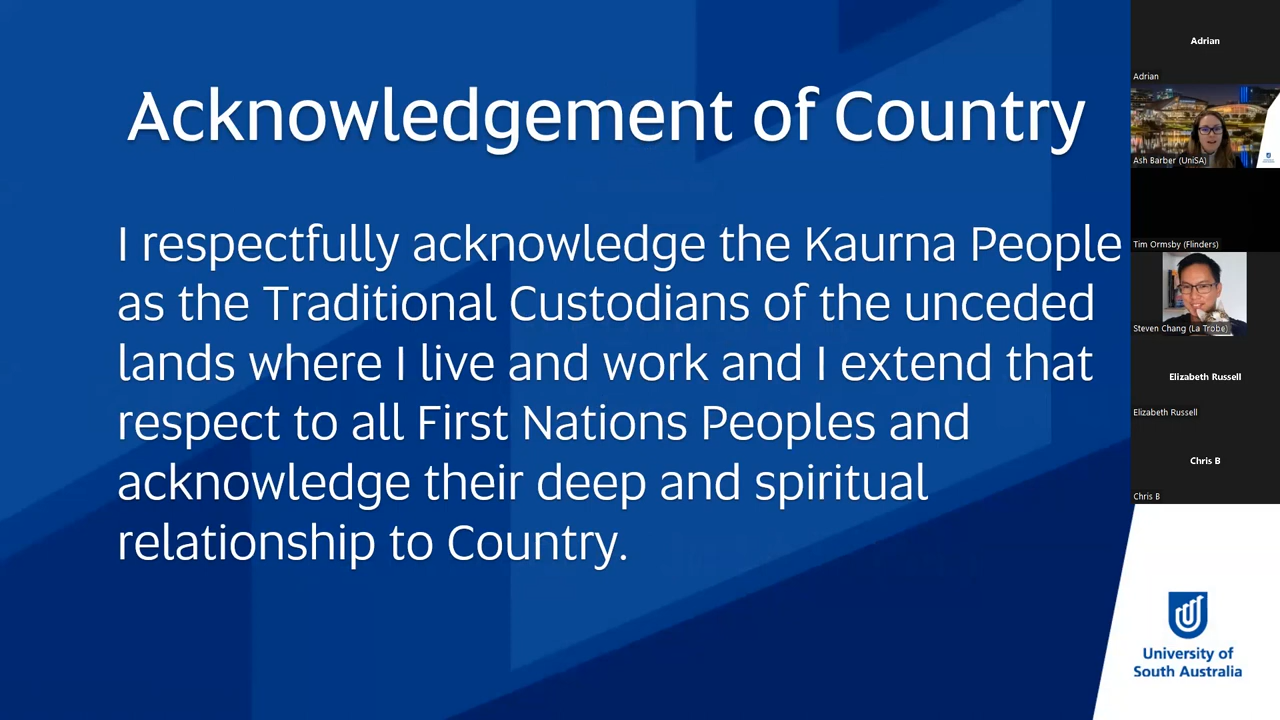 Acknowledgement of Country
I respectfully acknowledge the Kaurna People
as the Traditional Custodians of the unceded
lands where I live and work and I extend that
respect to all First Nations Peoples and
acknowledge their deep and spiritual
relationship to Country.
Adrian
Adrian
Ash Barber (UniSA)
Tim Ormsby (Flinders)
Steven Chang (La Trobe)
Elizabeth Russell
Elizabeth Russell
Chris B
Chris B
University of
South Australia